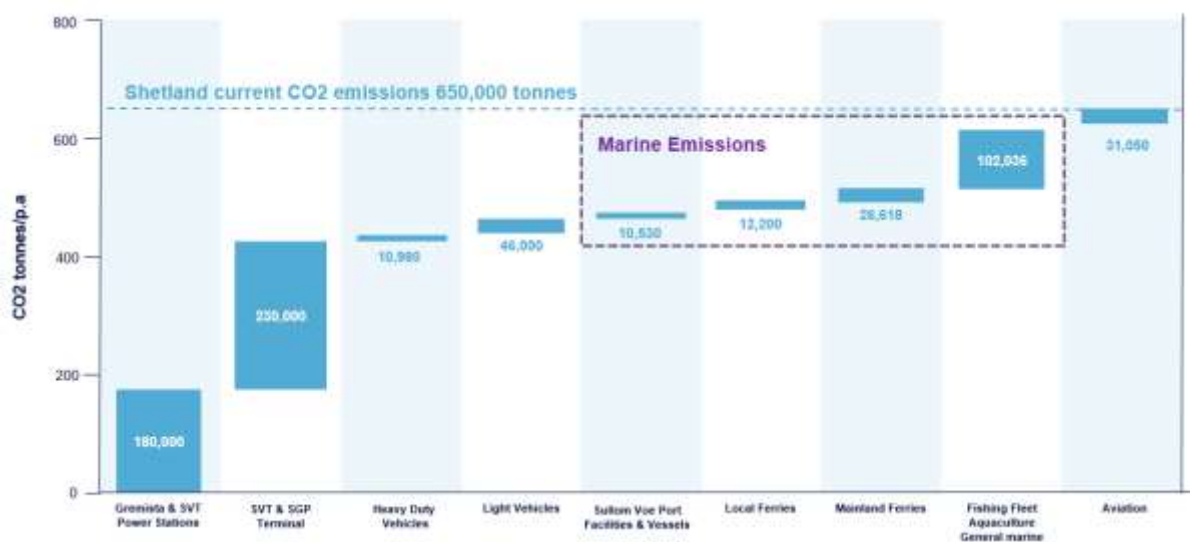 800
Shetland current CO2 emissions 650,000 tonnes
600
Marine Emissions
102,036
31,050
10,530
12,200
28,618
400
10,980
46,000
230,000
200
180,000
0
CO2 tonnes/p.a
Gremista & SVT
Power Stations
SVT & SGP
Terminal
Heavy Duty
Vehicles
Light Vehicles
Sullom Voe Port
Facilities & Vessels
Local Ferries
Mainland Ferries
Fishing Fleet
Aquaculture
General marine
Aviation